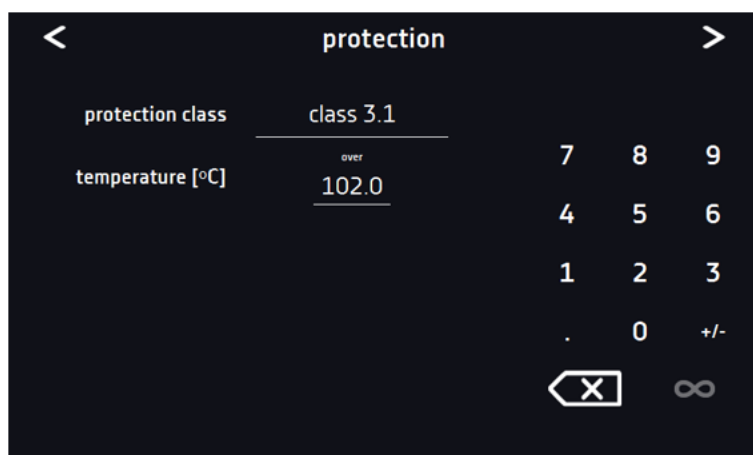 < protection >
protection class class 3.1
over
temperature [°C] 102.0
7 8 9
4 5 6
1 2 3
. 0 +/-
∞